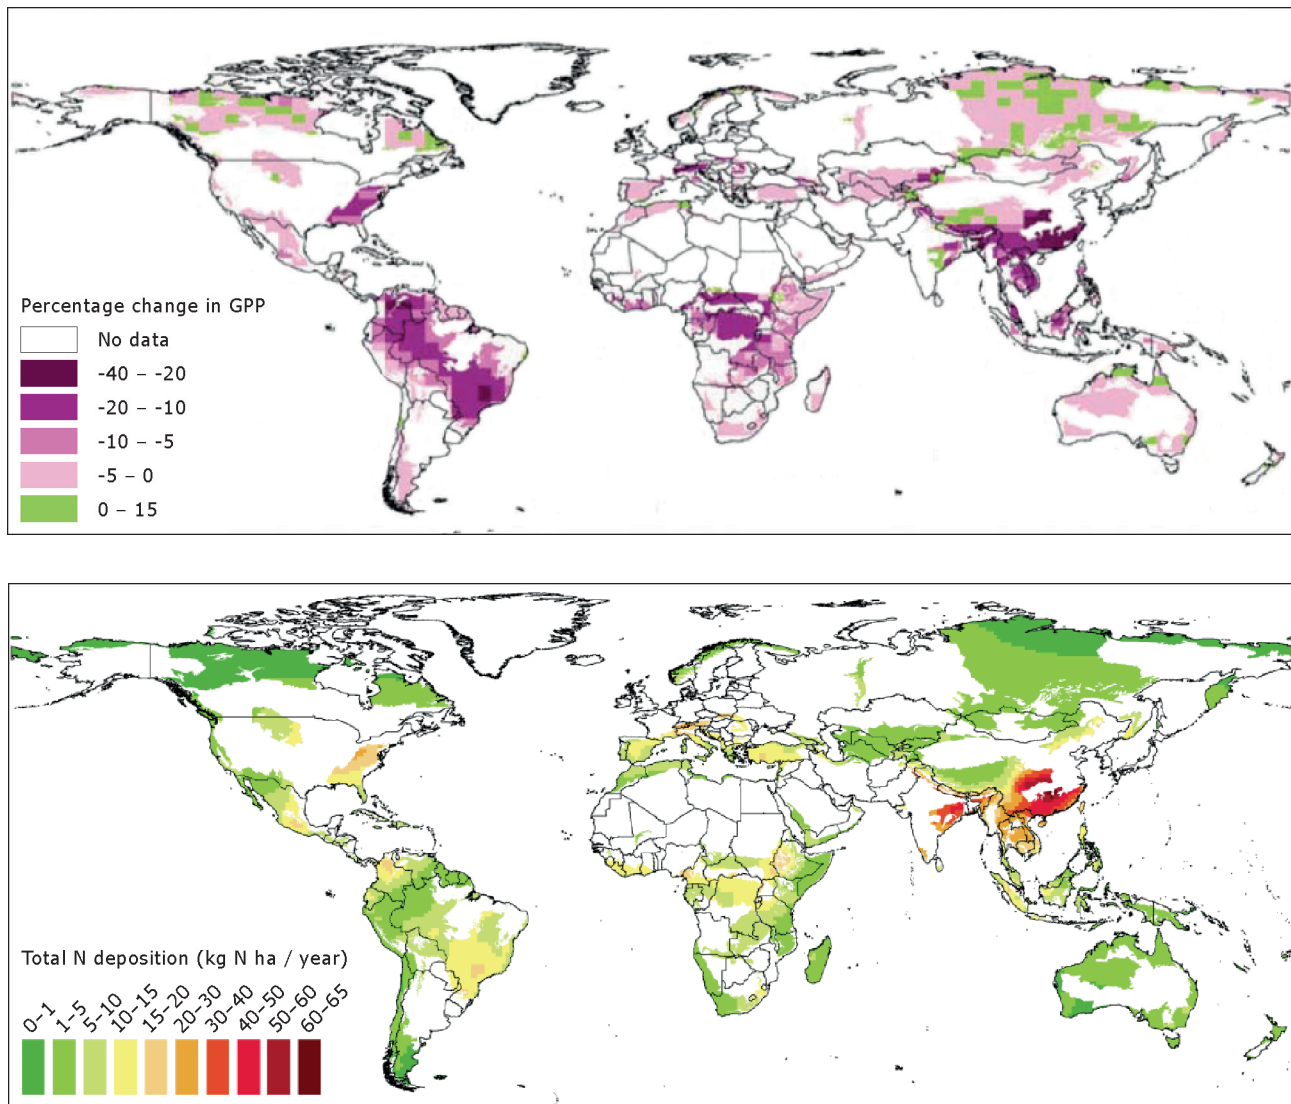 Percentage change in GPP
No data
-40 – -20
-20 – -10
-10 – -5
-5 – 0
0 – 15
Total N deposition (kg N ha / year)
0–1
1–5
5–10
10–15
15–20
20–30
30–40
40–50
50–60
60–65